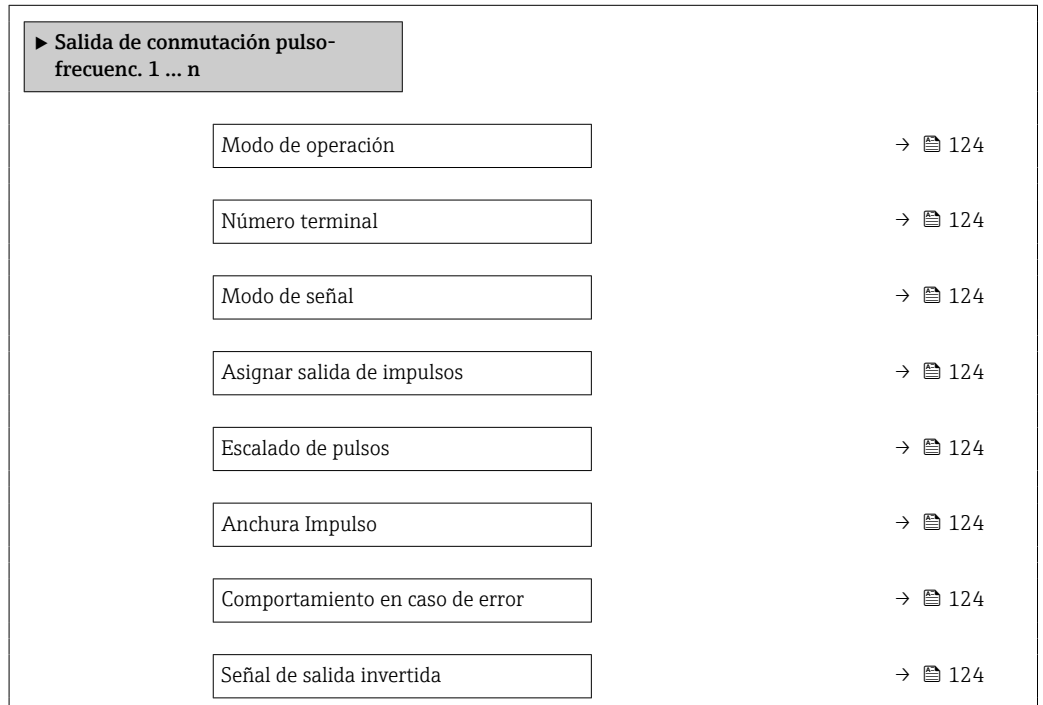 ▶ Salida de conmutación pulso-
frecuenc. 1 ... n
Modo de operación → 124
Número terminal → 124
Modo de señal → 124
Asignar salida de impulsos → 124
Escalado de pulsos → 124
Anchura Impulso → 124
Comportamiento en caso de error → 124
Señal de salida invertida → 124